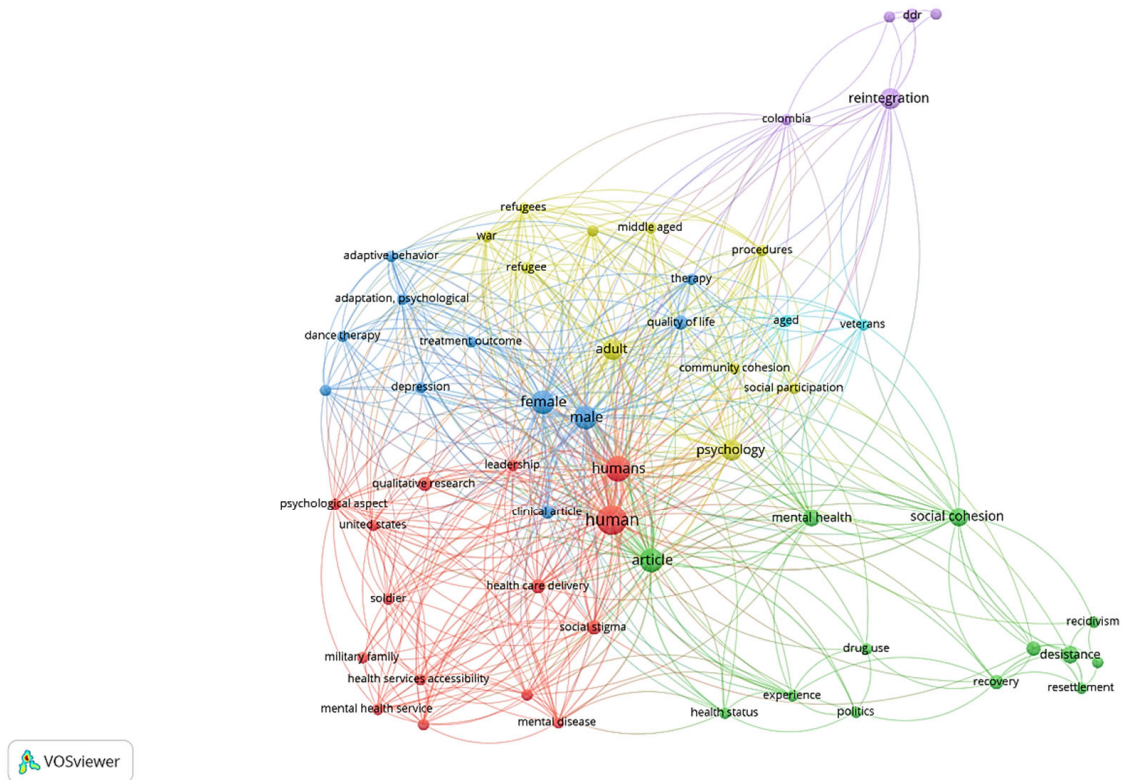 ddr
reintegration
colombia
refugees
middle aged
war
procedures
adaptive behavior
refugee
therapy
adaptation, psychological
quality of life
aged
veterans
dance therapy
treatment outcome
adult
community cohesion
depression
social participation
female
male
psychology
leadership
humans
qualitative research
psychological aspect
clinical article
united states
human
mental health
social cohesion
article
health care delivery
soldier
social stigma
recidivism
drug use
military family
desistance
health services accessibility
recovery
resettlement
experience
mental health service
health status
politics
mental disease
VOSviewer